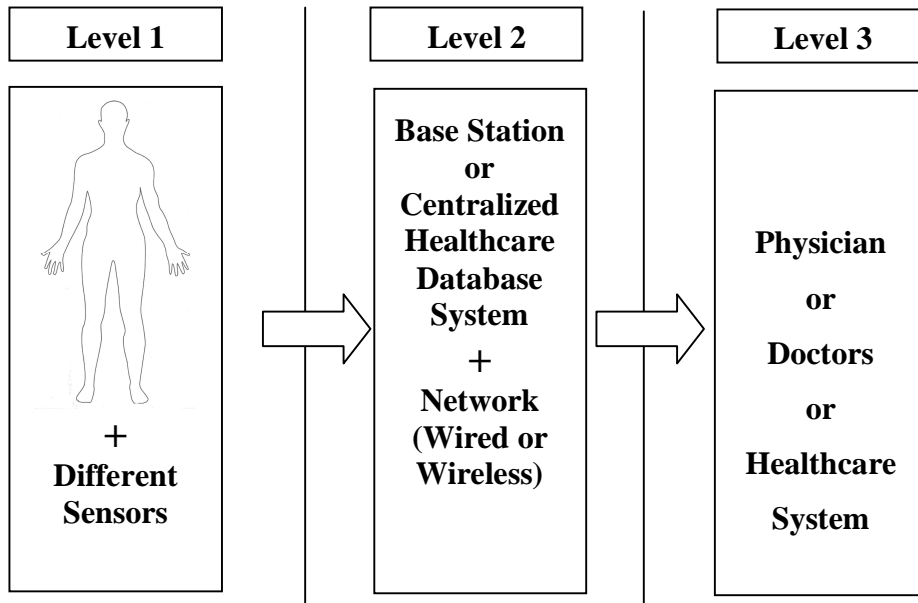 Level 1
Level 2
Level 3
+
Different
Sensors
Base Station
or
Centralized
Healthcare
Database
System
+
Network
(Wired or
Wireless)
Physician
or
Doctors
or
Healthcare
System